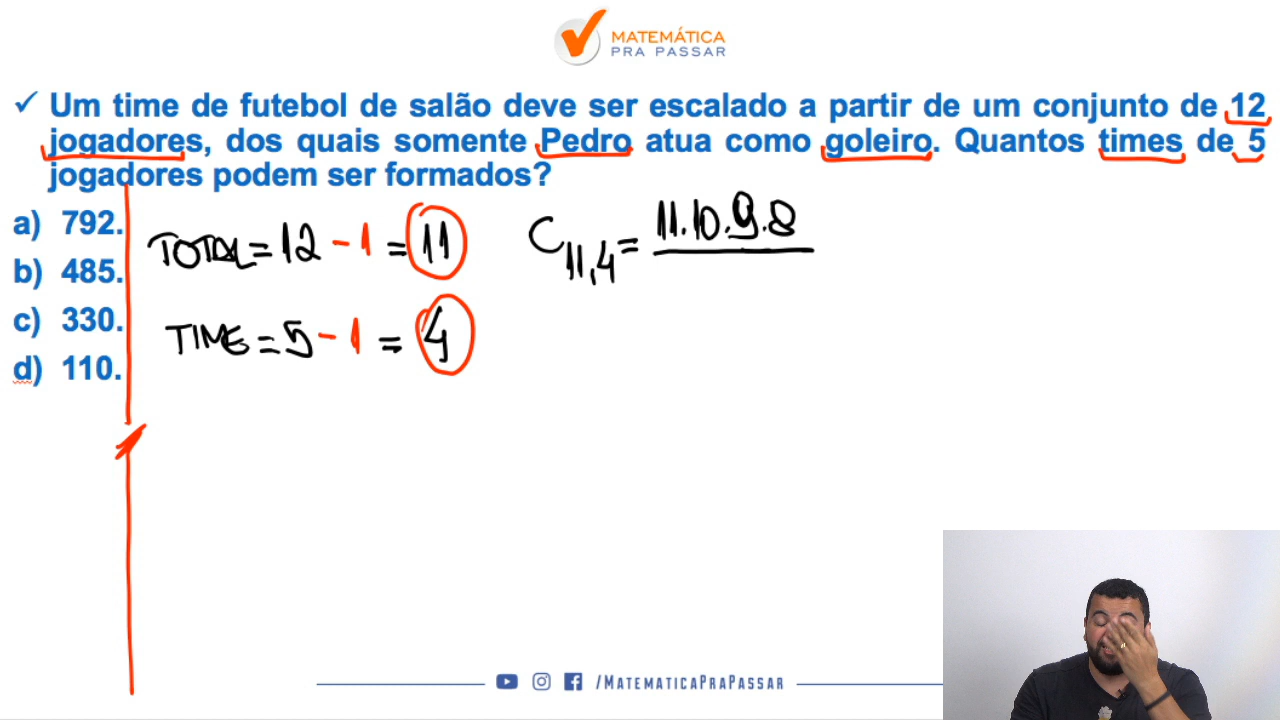 MATEMÁTICA
PRA PASSAR
✓ Um time de futebol de salão deve ser escalado a partir de um conjunto de 12
jogadores, dos quais somente Pedro atua como goleiro. Quantos times de 5
jogadores podem ser formados?
a) 792.
b) 485.
c) 330.
d) 110.
TOTAL = 12 - 1 = 11
TIME = 5 - 1 = 4
C11,4 = 11.10.9.8
/MATEMATICAPRAPASSAR